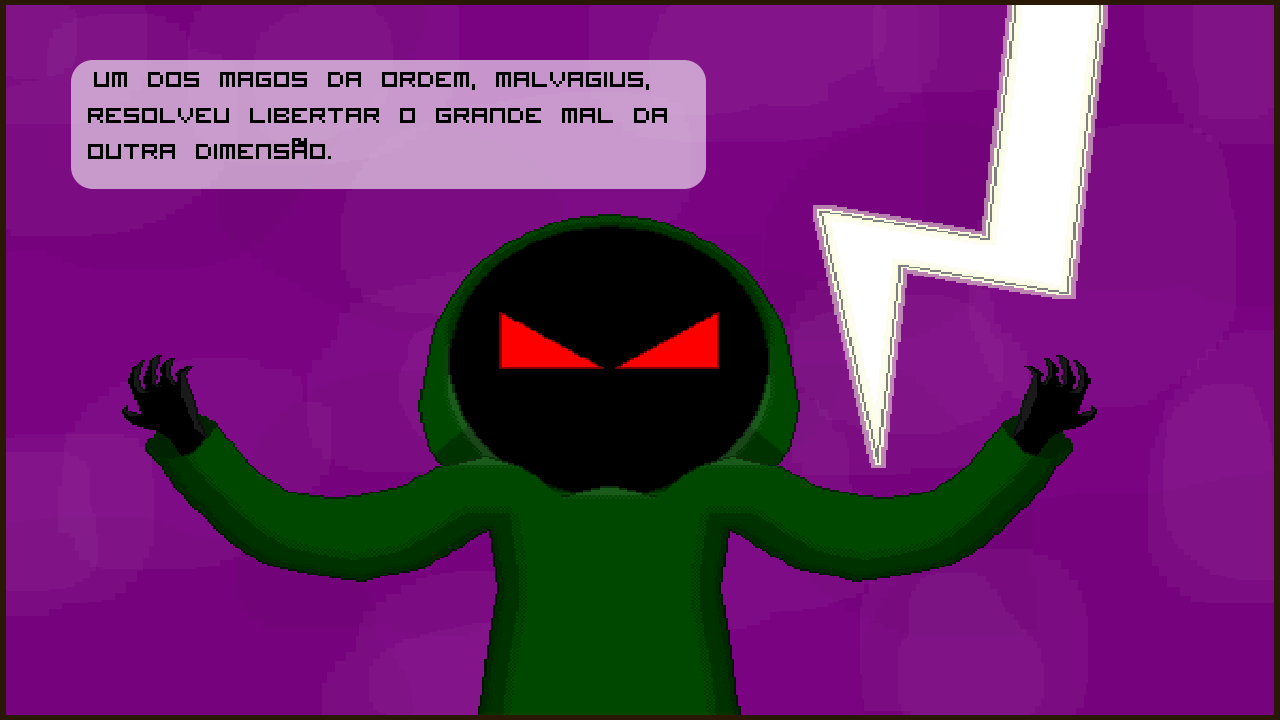 UM DOS MAGOS DA ORDEM, MALVAGIUS,
RESOLVEU LIBERTAR O GRANDE MAL DA
OUTRA DIMENSÃO.